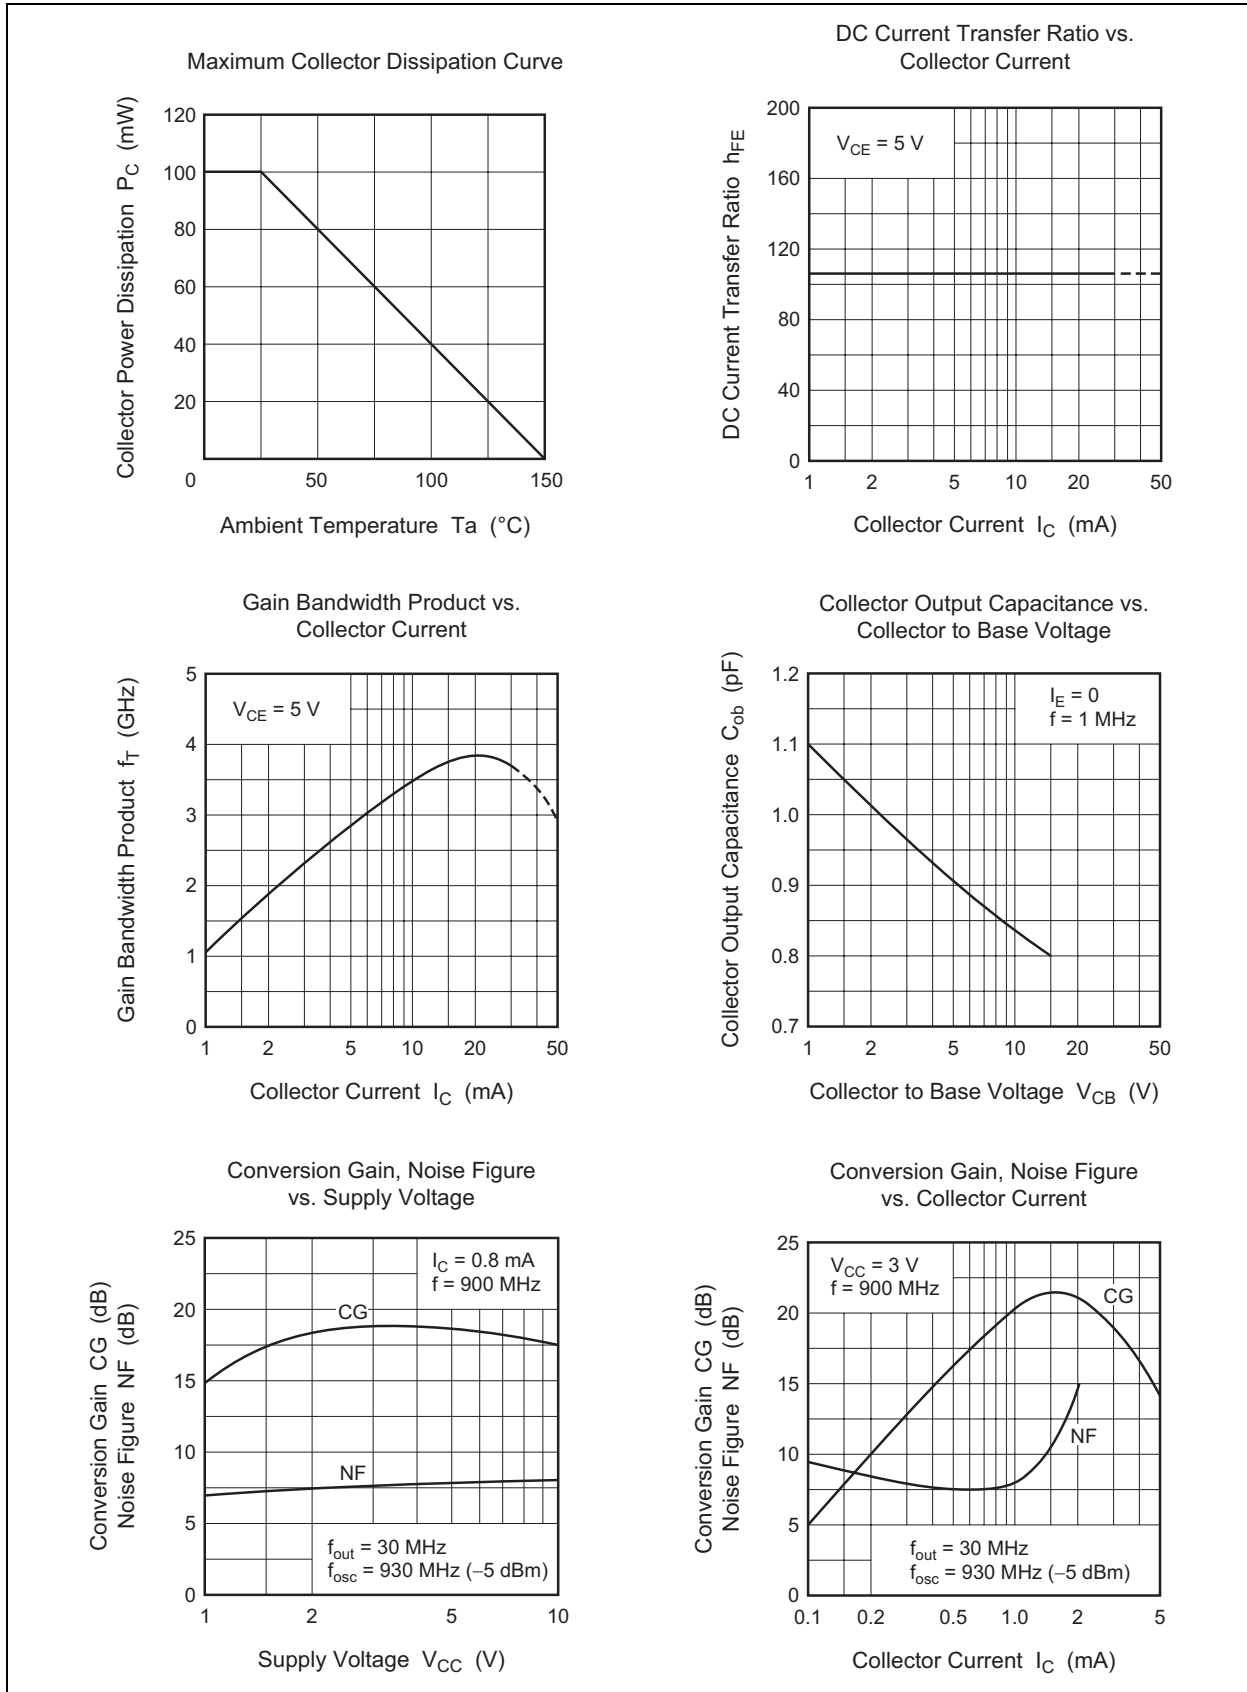 Maximum Collector Dissipation Curve
Collector Power Dissipation P_C (mW)
120
100
80
60
40
20
0
50
100
150
Ambient Temperature Ta (°C)
DC Current Transfer Ratio vs.
Collector Current
DC Current Transfer Ratio h_FE
V_CE = 5 V
200
160
120
80
40
0
1
2
5
10
20
50
Collector Current I_C (mA)
Gain Bandwidth Product vs.
Collector Current
Gain Bandwidth Product f_T (GHz)
V_CE = 5 V
5
4
3
2
1
0
1
2
5
10
20
50
Collector Current I_C (mA)
Collector Output Capacitance vs.
Collector to Base Voltage
Collector Output Capacitance C_ob (pF)
I_E = 0
f = 1 MHz
1.2
1.1
1.0
0.9
0.8
0.7
1
2
5
10
20
50
Collector to Base Voltage V_CB (V)
Conversion Gain, Noise Figure
vs. Supply Voltage
Conversion Gain CG (dB)
Noise Figure NF (dB)
25
20
15
10
5
0
I_C = 0.8 mA
f = 900 MHz
CG
NF
f_out = 30 MHz
f_osc = 930 MHz (–5 dBm)
1
2
5
10
Supply Voltage V_CC (V)
Conversion Gain, Noise Figure
vs. Collector Current
Conversion Gain CG (dB)
Noise Figure NF (dB)
25
20
15
10
5
0
V_CC = 3 V
f = 900 MHz
CG
NF
f_out = 30 MHz
f_osc = 930 MHz (–5 dBm)
0.1
0.2
0.5
1.0
2
5
Collector Current I_C (mA)